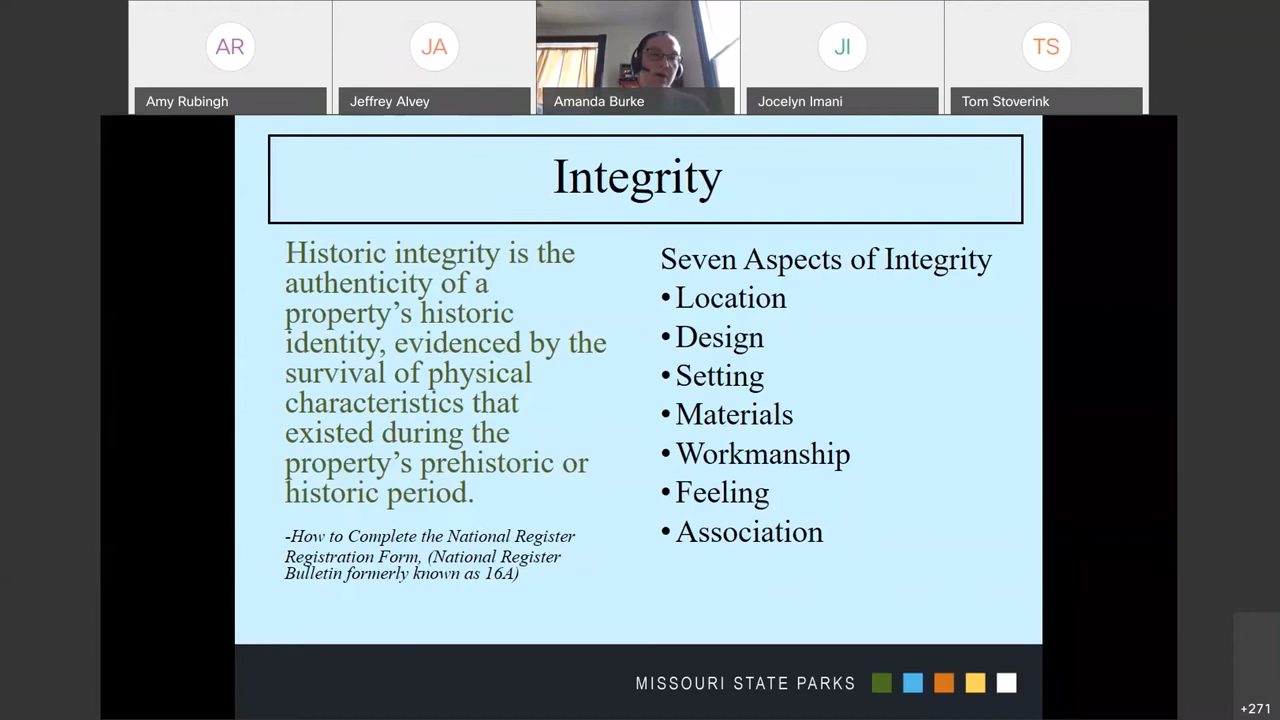 AR
JA
JI
TS
Amy Rubingh
Jeffrey Alvey
Amanda Burke
Jocelyn Imani
Tom Stoverink
Integrity
Historic integrity is the
authenticity of a
property’s historic
identity, evidenced by the
survival of physical
characteristics that
existed during the
property’s prehistoric or
historic period.
-How to Complete the National Register
Registration Form, (National Register
Bulletin formerly known as 16A)
Seven Aspects of Integrity
•Location
•Design
•Setting
•Materials
•Workmanship
•Feeling
•Association
MISSOURI STATE PARKS
+271